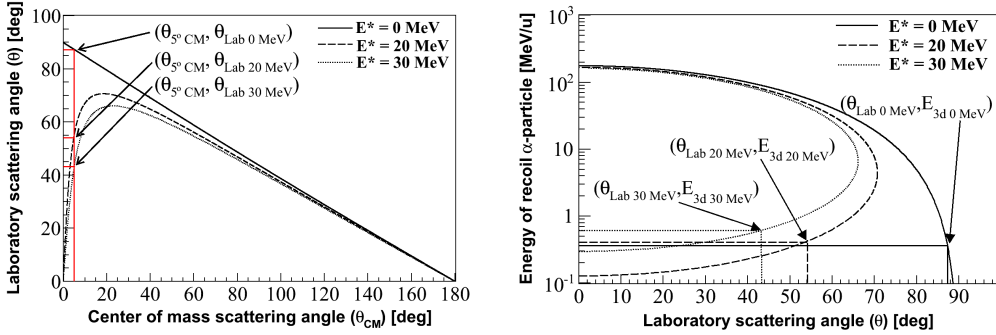 Laboratory scattering angle (θ) [deg]
100
80
60
40
20
0
0 20 40 60 80 100 120 140 160 180
Center of mass scattering angle (θCM) [deg]
(θ5º CM, θLab 0 MeV)
(θ5º CM, θLab 20 MeV)
(θ5º CM, θLab 30 MeV)
E* = 0 MeV
E* = 20 MeV
E* = 30 MeV
Energy of recoil α-particle [MeV/u]
10³
10²
10
1
10⁻¹
0 10 20 30 40 50 60 70 80 90
Laboratory scattering angle (θ) [deg]
E* = 0 MeV
E* = 20 MeV
E* = 30 MeV
(θLab 0 MeV,E3d 0 MeV)
(θLab 20 MeV,E3d 20 MeV)
(θLab 30 MeV,E3d 30 MeV)